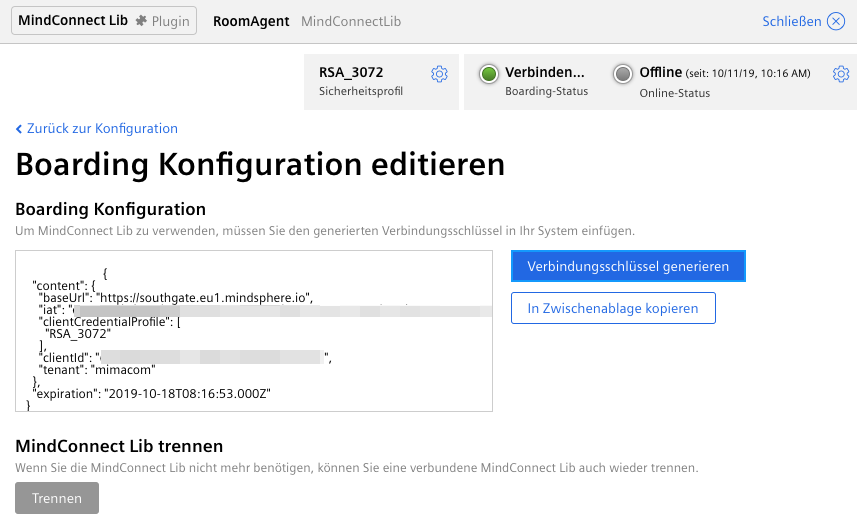 MindConnect Lib Plugin RoomAgent MindConnectLib Schließen
RSA_3072
Sicherheitsprofil
Verbinden...
Boarding-Status
Offline (seit: 10/11/19, 10:16 AM)
Online-Status
Zurück zur Konfiguration
Boarding Konfiguration editieren
Boarding Konfiguration
Um MindConnect Lib zu verwenden, müssen Sie den generierten Verbindungsschlüssel in Ihr System einfügen.
{
"content": {
"baseUrl": "https://southgate.eu1.mindsphere.io",
"iat": "
"clientCredentialProfile": [
"RSA_3072"
],
"clientId": " ",
"tenant": "mimacom"
},
"expiration": "2019-10-18T08:16:53.000Z"
}
Verbindungsschlüssel generieren
In Zwischenablage kopieren
MindConnect Lib trennen
Wenn Sie die MindConnect Lib nicht mehr benötigen, können Sie eine verbundene MindConnect Lib auch wieder trennen.
Trennen